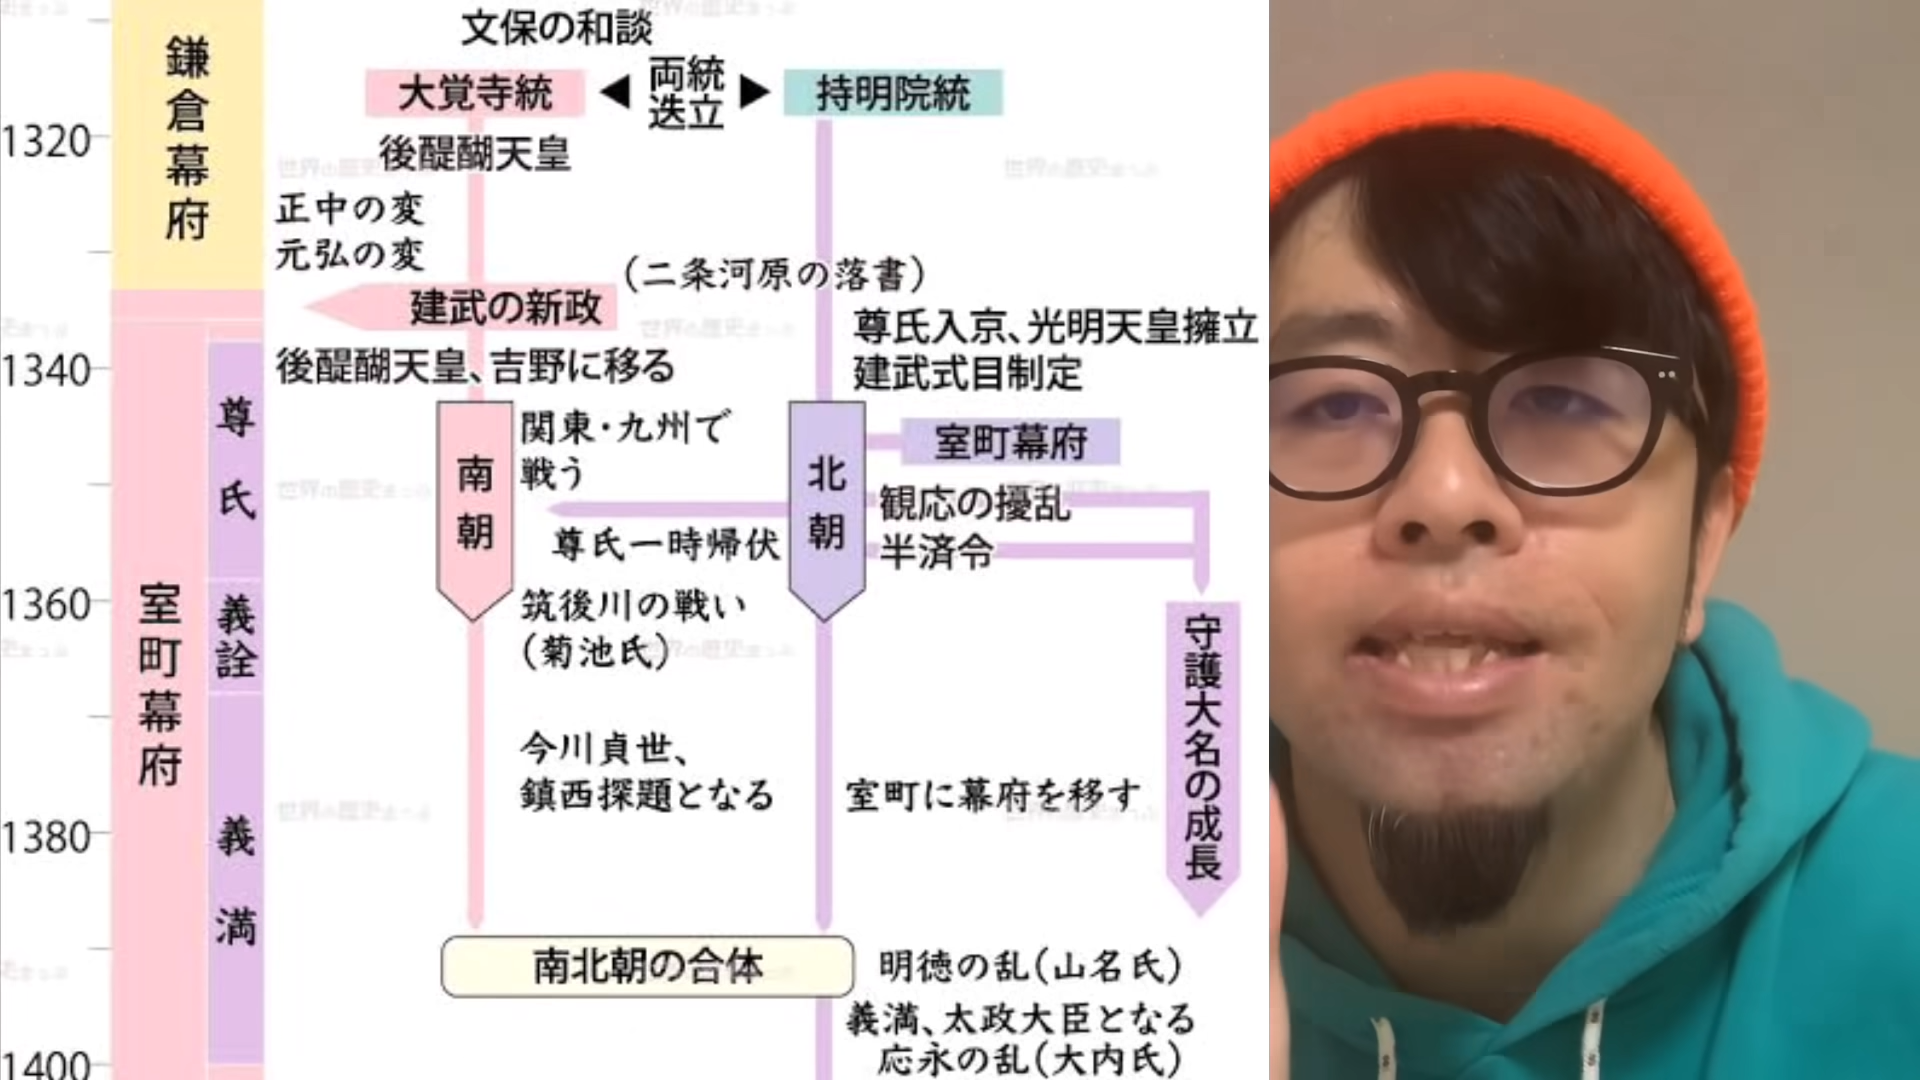 文保の和談
鎌倉幕府
大覚寺統
両統
迭立
持明院統
1320
後醍醐天皇
正中の変
元弘の変
(二条河原の落書)
建武の新政
尊氏入京、光明天皇擁立
建武式目制定
1340
後醍醐天皇、吉野に移る
尊氏
関東・九州で
戦う
南朝
北朝
室町幕府
観応の擾乱
尊氏一時帰伏
半済令
1360
室町幕府
義詮
筑後川の戦い
(菊池氏)
守護大名の成長
今川貞世、
鎮西探題となる
室町に幕府を移す
1380
義満
南北朝の合体
明徳の乱(山名氏)
義満、太政大臣となる
応永の乱(大内氏)
1400
世界の歴史まっぷ